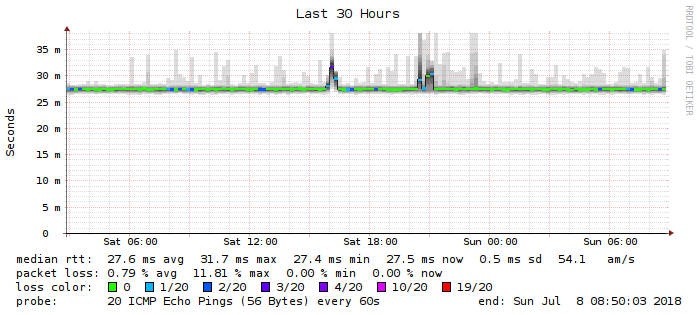 Last 30 Hours
RRDTOOL / TOBI OETIKER
Seconds
35 m
30 m
25 m
20 m
15 m
10 m
5 m
0
Sat 06:00 Sat 12:00 Sat 18:00 Sun 00:00 Sun 06:00
median rtt: 27.6 ms avg 31.7 ms max 27.4 ms min 27.5 ms now 0.5 ms sd 54.1 am/s
packet loss: 0.79 % avg 11.81 % max 0.00 % min 0.00 % now
loss color: 0 1/20 2/20 3/20 4/20 10/20 19/20
probe: 20 ICMP Echo Pings (56 Bytes) every 60s end: Sun Jul 8 08:50:03 2018